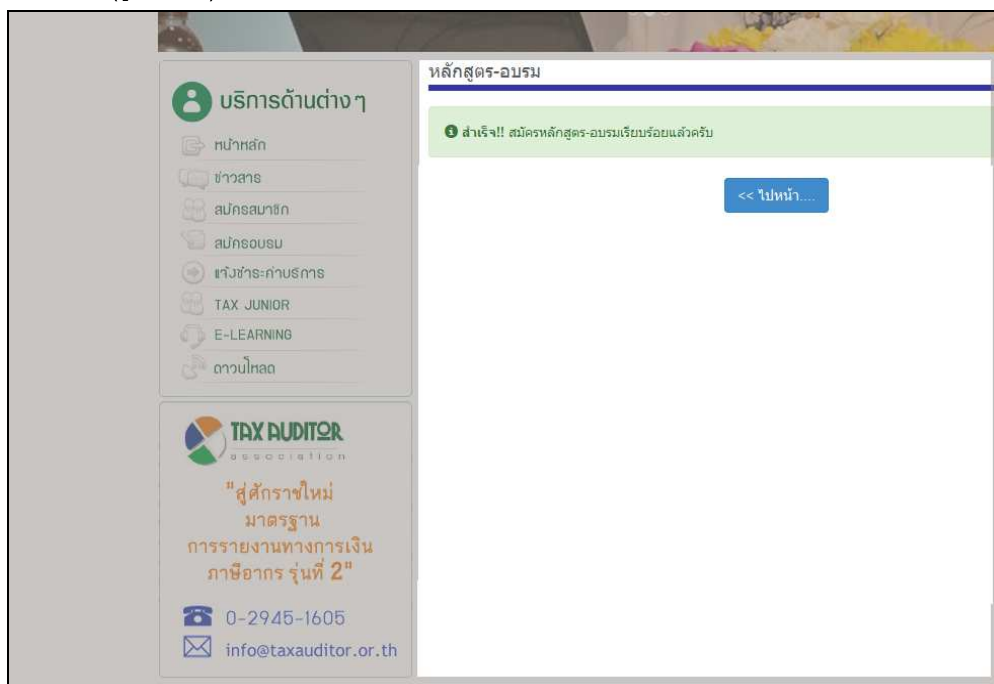 หลักสูตร-อบรม
สำเร็จ!! สมัครหลักสูตร-อบรมเรียบร้อยแล้วครับ
<< ไปหน้า....
บริการด้านต่างๆ
หน้าหลัก
ข่าวสาร
สมัครสมาชิก
สมัครอบรม
แจ้งชำระค่าบริการ
TAX JUNIOR
E-LEARNING
ดาวน์โหลด
TAX AUDITOR
association
"สู่ศักราชใหม่
มาตรฐาน
การรายงานทางการเงิน
ภาษีอากร รุ่นที่ 2"
0-2945-1605
info@taxauditor.or.th